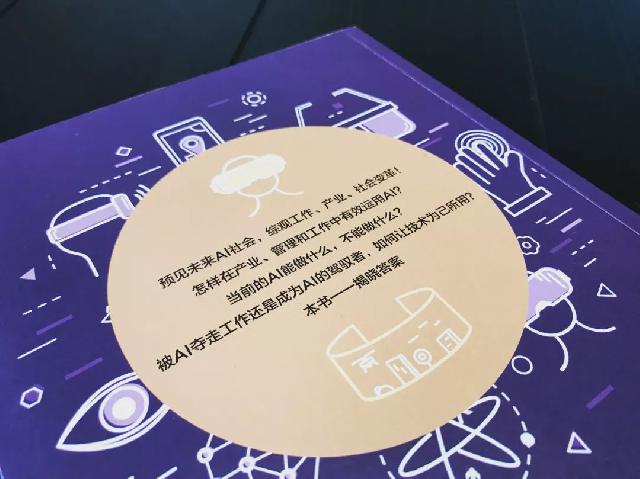 预见未来AI社会，综观工作、产业、社会变革！
怎样在产业、管理和工作中有效运用AI?
当前的AI能做什么，不能做什么？
被AI夺走工作还是成为AI的驾驭者，如何让技术为己所用？
本书一一揭晓答案